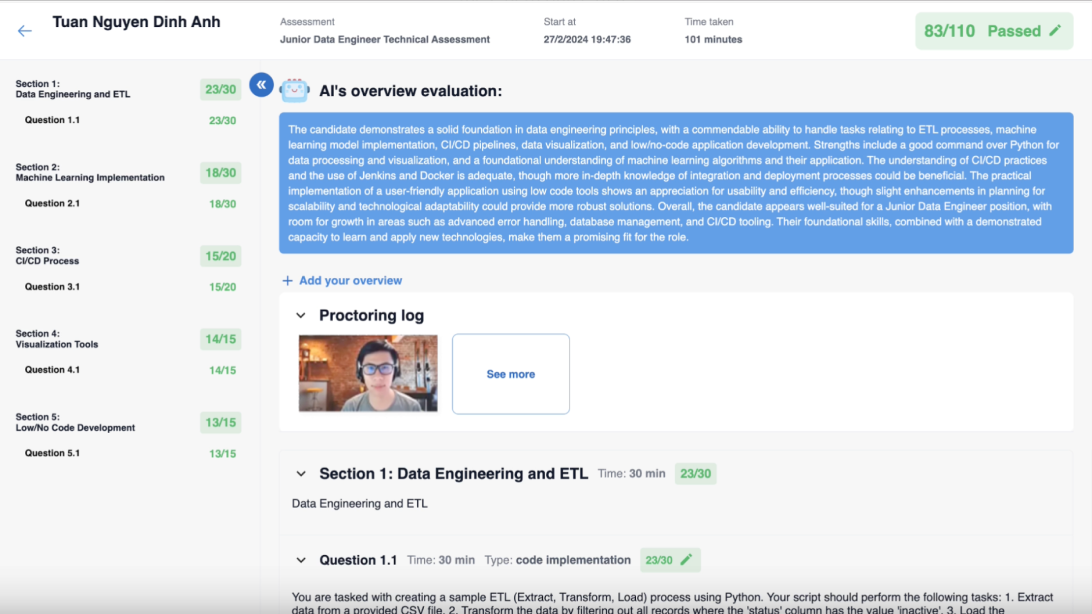 Tuan Nguyen Dinh Anh
Assessment
Junior Data Engineer Technical Assessment
Start at
27/2/2024 19:47:36
Time taken
101 minutes
83/110 Passed
Section 1:
Data Engineering and ETL
23/30
Question 1.1
23/30
Section 2:
Machine Learning Implementation
18/30
Question 2.1
18/30
Section 3:
CI/CD Process
15/20
Question 3.1
15/20
Section 4:
Visualization Tools
14/15
Question 4.1
14/15
Section 5:
Low/No Code Development
13/15
Question 5.1
13/15
AI's overview evaluation:
The candidate demonstrates a solid foundation in data engineering principles, with a commendable ability to handle tasks relating to ETL processes, machine
learning model implementation, CI/CD pipelines, data visualization, and low/no-code application development. Strengths include a good command over Python for
data processing and visualization, and a foundational understanding of machine learning algorithms and their application. The understanding of CI/CD practices
and the use of Jenkins and Docker is adequate, though more in-depth knowledge of integration and deployment processes could be beneficial. The practical
implementation of a user-friendly application using low code tools shows an appreciation for usability and efficiency, though slight enhancements in planning for
scalability and technological adaptability could provide more robust solutions. Overall, the candidate appears well-suited for a Junior Data Engineer position, with
room for growth in areas such as advanced error handling, database management, and CI/CD tooling. Their foundational skills, combined with a demonstrated
capacity to learn and apply new technologies, make them a promising fit for the role.
+ Add your overview
Proctoring log
See more
Section 1: Data Engineering and ETL Time: 30 min 23/30
Data Engineering and ETL
Question 1.1 Time: 30 min Type: code implementation 23/30
You are tasked with creating a sample ETL (Extract, Transform, Load) process using Python. Your script should perform the following tasks: 1. Extract
data from a provided CSV file. 2. Transform the data by filtering out all records where the 'status' column has the value 'inactive'. 3. Load the